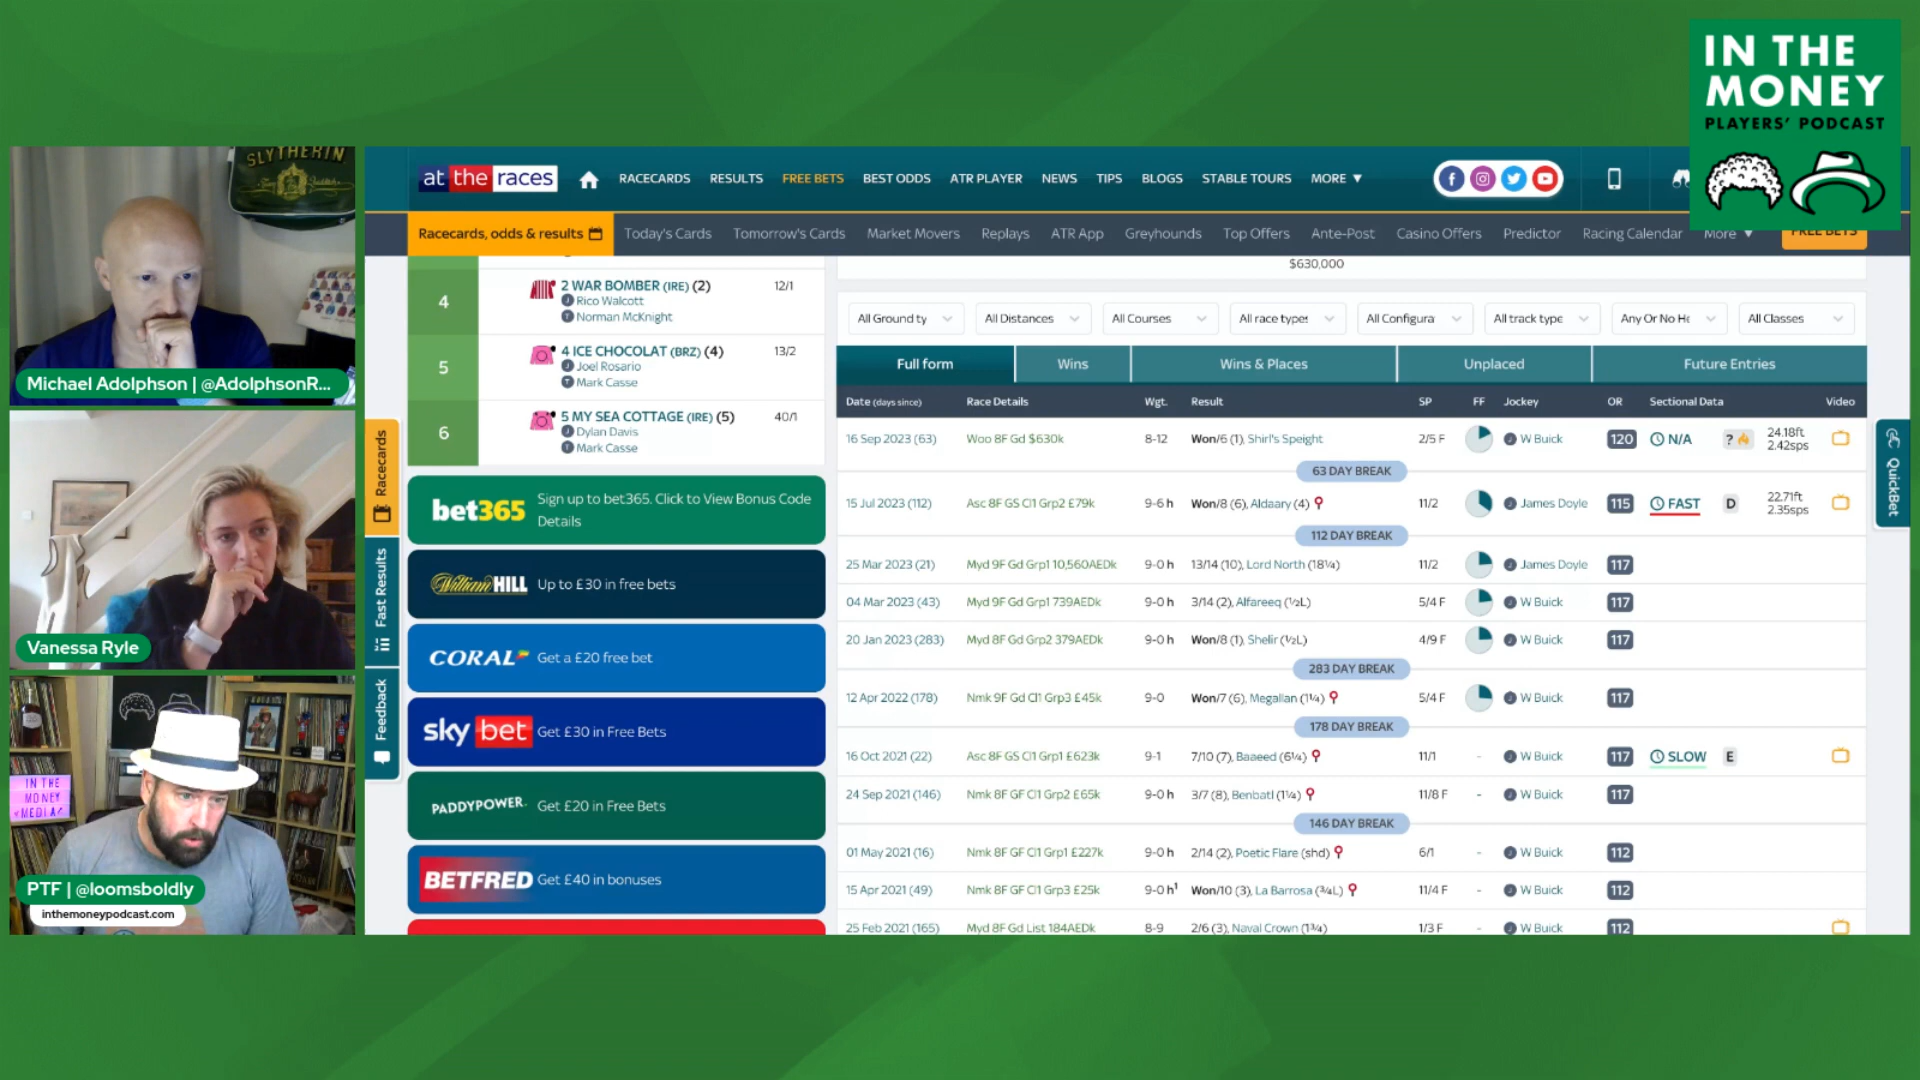 IN THE
MONEY
PLAYERS' PODCAST
SLYTHERIN
Michael Adolphson | @AdolphsonR...
Vanessa Ryle
IN THE
MONEY
MEDIA
PTF | @loomsboldly
inthemoneypodcast.com
at the races
RACECARDS RESULTS FREE BETS BEST ODDS ATR PLAYER NEWS TIPS BLOGS STABLE TOURS MORE ▼
Racecards, odds & results Today's Cards Tomorrow's Cards Market Movers Replays ATR App Greyhounds Top Offers Ante-Post Casino Offers Predictor Racing Calendar More ▼ FREE BETS
Racecards
Fast Results
Feedback
QuickBet
4 2 WAR BOMBER (IRE) (2) 12/1
J Rico Walcott
T Norman McKnight
5 4 ICE CHOCOLAT (BRZ) (4) 13/2
J Joel Rosario
T Mark Casse
6 5 MY SEA COTTAGE (IRE) (5) 40/1
J Dylan Davis
T Mark Casse
bet365 Sign up to bet365. Click to View Bonus Code
Details
William HILL Up to £30 in free bets
CORAL Get a £20 free bet
sky bet Get £30 in Free Bets
PADDYPOWER. Get £20 in Free Bets
BETFRED Get £40 in bonuses
$630,000
All Ground ty All Distances All Courses All race types All Configura All track type Any Or No He All Classes
Full form Wins Wins & Places Unplaced Future Entries
Date (days since) Race Details Wgt. Result SP FF Jockey OR Sectional Data Video
16 Sep 2023 (63) Woo 8F Gd $630k 8-12 Won/6 (1), Shirl's Speight 2/5 F J W Buick 120 N/A ? 24.18ft
2.42sps
63 DAY BREAK
15 Jul 2023 (112) Asc 8F GS Cl1 Grp2 £79k 9-6 h Won/8 (6), Aldaary (4) 11/2 J James Doyle 115 FAST D 22.71ft
2.35sps
112 DAY BREAK
25 Mar 2023 (21) Myd 9F Gd Grp1 10,560AEDk 9-0 h 13/14 (10), Lord North (18¼) 11/2 J James Doyle 117
04 Mar 2023 (43) Myd 9F Gd Grp1 739AEDk 9-0 h 3/14 (2), Alfareeq (½L) 5/4 F J W Buick 117
20 Jan 2023 (283) Myd 8F Gd Grp2 379AEDk 9-0 h Won/8 (1), Shelir (½L) 4/9 F J W Buick 117
283 DAY BREAK
12 Apr 2022 (178) Nmk 9F Gd Cl1 Grp3 £45k 9-0 Won/7 (6), Megallan (1¼) 5/4 F J W Buick 117
178 DAY BREAK
16 Oct 2021 (22) Asc 8F GS Cl1 Grp1 £623k 9-1 7/10 (7), Baaeed (6¼) 11/1 - J W Buick 117 SLOW E
24 Sep 2021 (146) Nmk 8F GF Cl1 Grp2 £65k 9-0 h 3/7 (8), Benbatl (1¼) 11/8 F - J W Buick 117
146 DAY BREAK
01 May 2021 (16) Nmk 8F GF Cl1 Grp1 £227k 9-0 h 2/14 (2), Poetic Flare (shd) 6/1 - J W Buick 112
15 Apr 2021 (49) Nmk 8F GF Cl1 Grp3 £25k 9-0 h¹ Won/10 (3), La Barrosa (¾L) 11/4 F - J W Buick 112
25 Feb 2021 (165) Myd 8F Gd List 184AEDk 8-9 2/6 (3), Naval Crown (1¾) 1/3 F - J W Buick 112